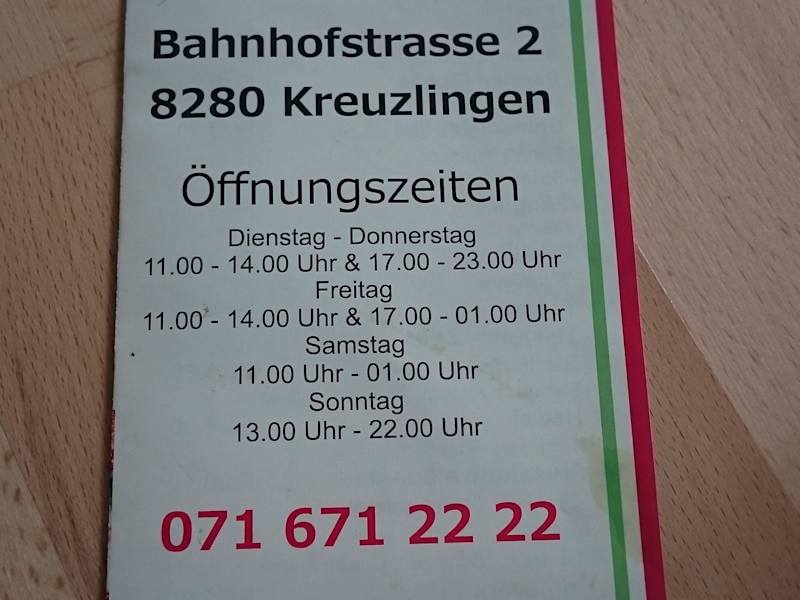 Bahnhofstrasse 2
8280 Kreuzlingen
Öffnungszeiten
Dienstag - Donnerstag
11.00 - 14.00 Uhr & 17.00 - 23.00 Uhr
Freitag
11.00 - 14.00 Uhr & 17.00 - 01.00 Uhr
Samstag
11.00 Uhr - 01.00 Uhr
Sonntag
13.00 Uhr - 22.00 Uhr
071 671 22 22